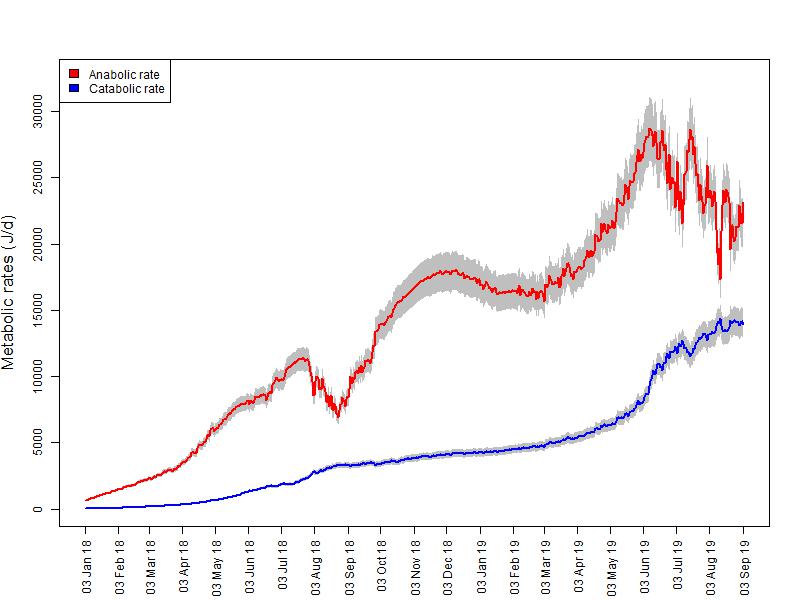 Anabolic rate
Catabolic rate
Metabolic rates (J/d)
30000
25000
20000
15000
10000
5000
0
03 Jan 18
03 Feb 18
03 Mar 18
03 Apr 18
03 May 18
03 Jun 18
03 Jul 18
03 Aug 18
03 Sep 18
03 Oct 18
03 Nov 18
03 Dec 18
03 Jan 19
03 Feb 19
03 Mar 19
03 Apr 19
03 May 19
03 Jun 19
03 Jul 19
03 Aug 19
03 Sep 19